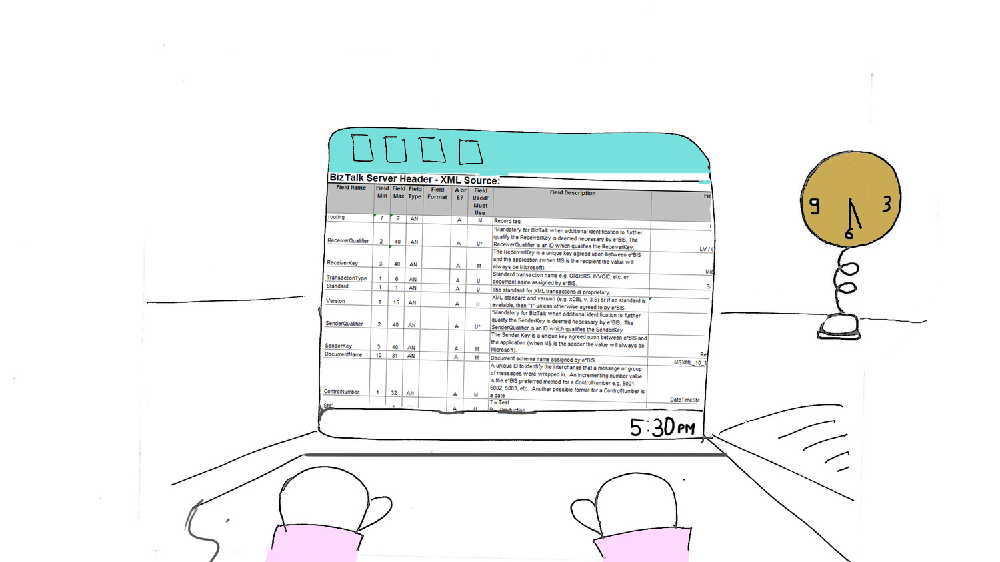 BizTalk Server Header - XML Source:
Field Name Field Min Field Max Field Type Field Format A or E? Field Used/ Must Use Field Description Fie
routing 7 7 AN A M Record tag.
ReceiverQualifier 2 40 AN A U* *Mandatory for BizTalk when additional identification to further
qualify the ReceiverKey is deemed necessary by e*BIS. The
ReceiverQualifier is an ID which qualifies the ReceiverKey.
LV /
ReceiverKey 3 40 AN A M The ReceiverKey is a unique key agreed upon between e*BIS
and the application (when MS is the recipient the value will
always be Microsoft).
Mic
TransactionType 1 6 AN A U Standard transaction name e.g. ORDERS, INVOIC, etc. or
document name assigned by e*BIS.
Standard 1 1 AN A U The standard for XML transactions is proprietary.
Version 1 15 AN A U XML standard and version (e.g. xCBL v. 3.5) or if no standard is
available, then "1" unless otherwise agreed to by e*BIS.
SenderQualifier 2 40 AN A U* *Mandatory for BizTalk when additional identification to further
qualify the SenderKey is deemed necessary by e*BIS. The
SenderQualifier is an ID which qualifies the SenderKey.
SenderKey 3 40 AN A M The Sender Key is a unique key agreed upon between e*BIS and
the application (when MS is the sender the value will always be
Microsoft).
Re
DocumentName 10 31 AN A M Document schema name assigned by e*BIS. MSXML_10_S
ControlNumber 1 32 AN A M A unique ID to identify the interchange that a message or group
of messages were wrapped in. An incrementing number value
is the e*BIS preferred method for a ControlNumber e.g. 5001,
5002, 5003, etc. Another possible format for a ControlNumber is
a date
DateTimeStr
A U T – Test
P – Production
5:30 PM
9 3
6